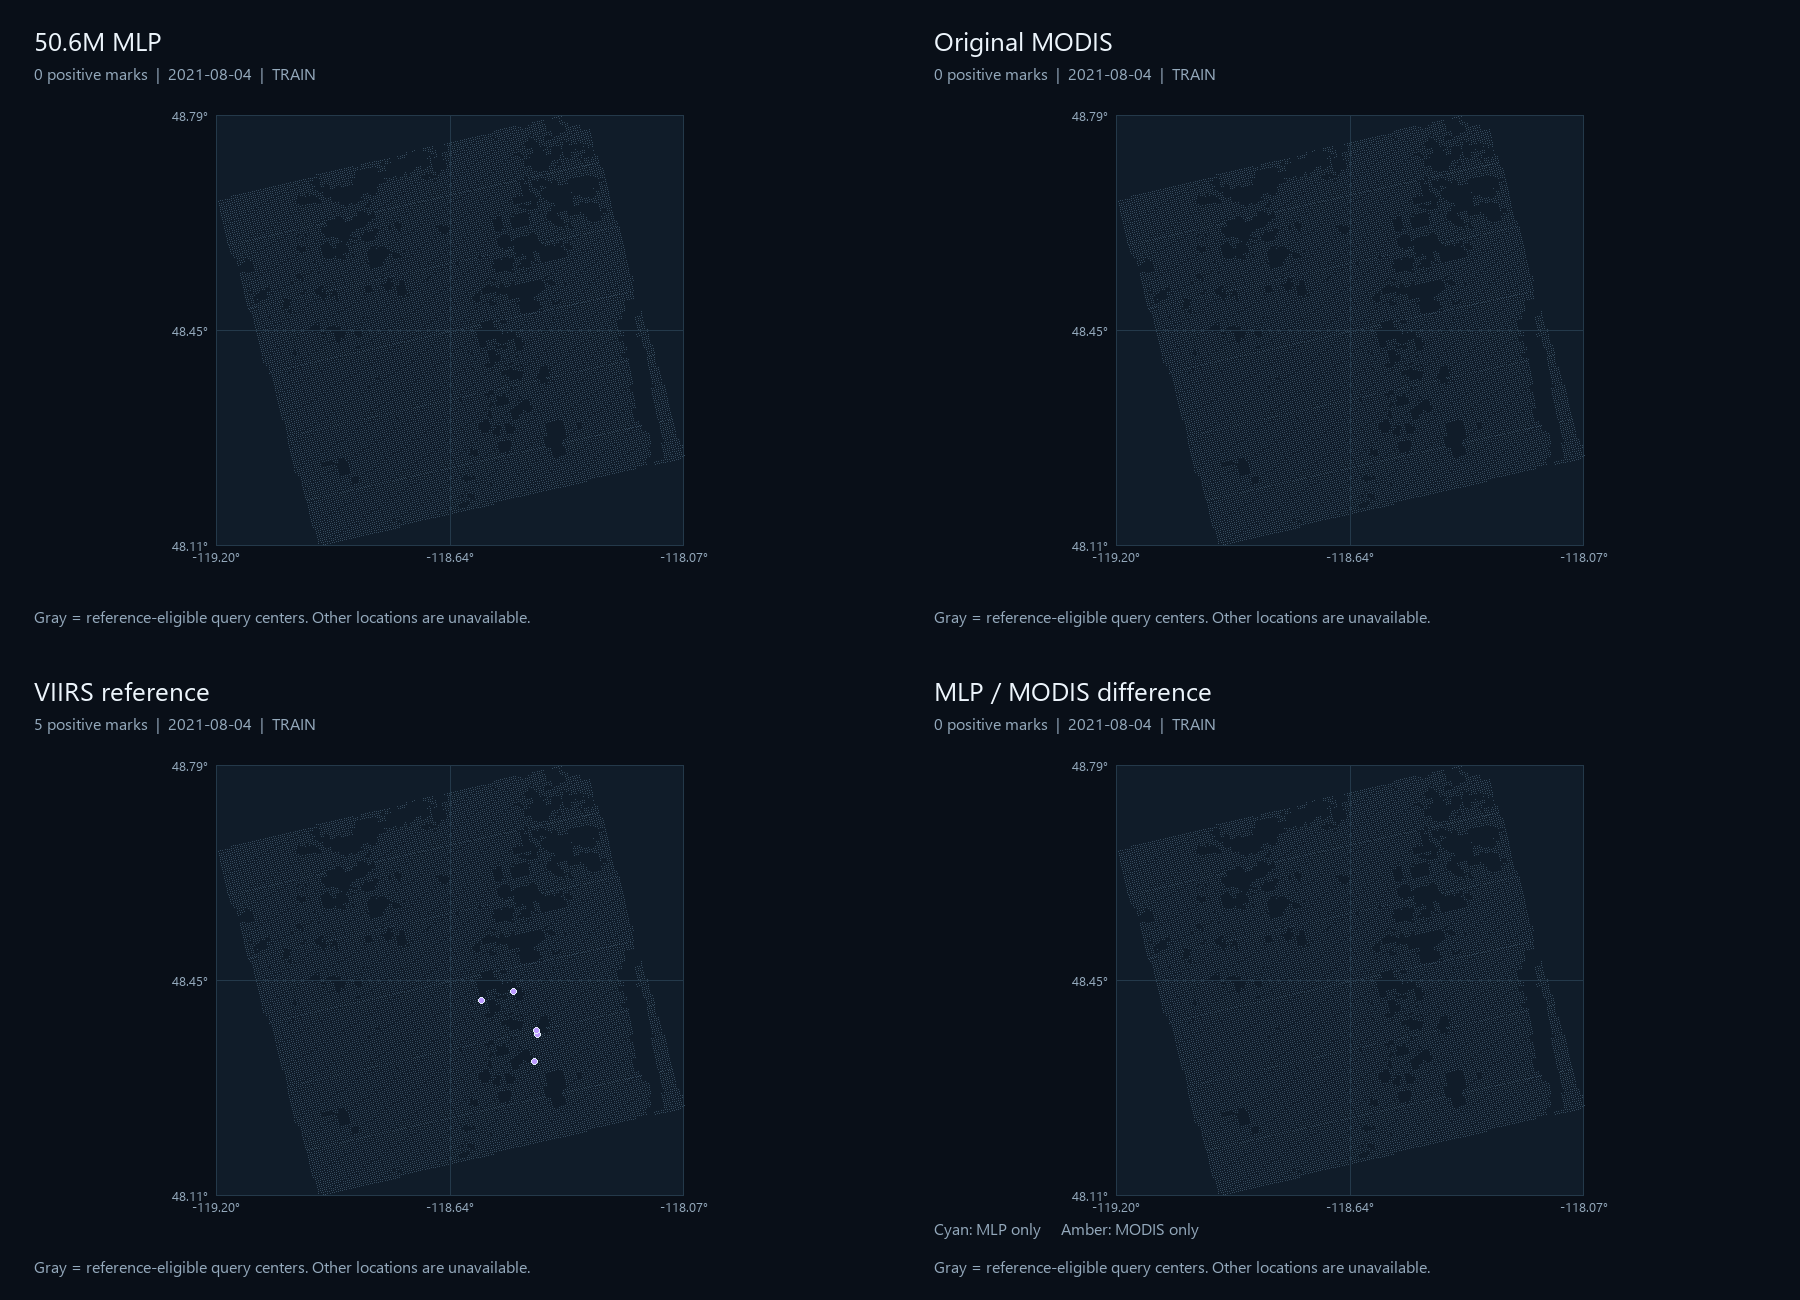 50.6M MLP
0 positive marks | 2021-08-04 | TRAIN
48.79°
48.45°
48.11°
-119.20°
-118.64°
-118.07°
Gray = reference-eligible query centers. Other locations are unavailable.
Original MODIS
0 positive marks | 2021-08-04 | TRAIN
48.79°
48.45°
48.11°
-119.20°
-118.64°
-118.07°
Gray = reference-eligible query centers. Other locations are unavailable.
VIIRS reference
5 positive marks | 2021-08-04 | TRAIN
48.79°
48.45°
48.11°
-119.20°
-118.64°
-118.07°
Gray = reference-eligible query centers. Other locations are unavailable.
MLP / MODIS difference
0 positive marks | 2021-08-04 | TRAIN
48.79°
48.45°
48.11°
-119.20°
-118.64°
-118.07°
Cyan: MLP only Amber: MODIS only
Gray = reference-eligible query centers. Other locations are unavailable.